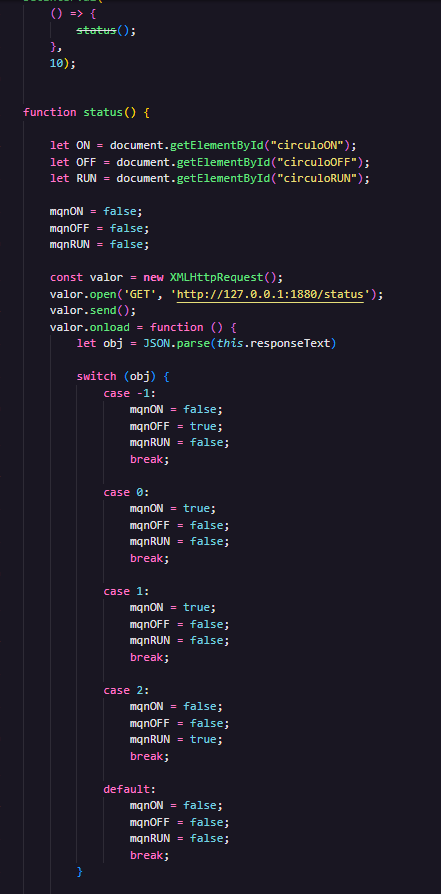 () => {
status();
},
10);
function status() {
let ON = document.getElementById("circuloON");
let OFF = document.getElementById("circuloOFF");
let RUN = document.getElementById("circuloRUN");
mqnON = false;
mqnOFF = false;
mqnRUN = false;
const valor = new XMLHttpRequest();
valor.open('GET', 'http://127.0.0.1:1880/status');
valor.send();
valor.onload = function () {
let obj = JSON.parse(this.responseText)
switch (obj) {
case -1:
mqnON = false;
mqnOFF = true;
mqnRUN = false;
break;
case 0:
mqnON = true;
mqnOFF = false;
mqnRUN = false;
break;
case 1:
mqnON = true;
mqnOFF = false;
mqnRUN = false;
break;
case 2:
mqnON = false;
mqnOFF = false;
mqnRUN = true;
break;
default:
mqnON = false;
mqnOFF = false;
mqnRUN = false;
break;
}